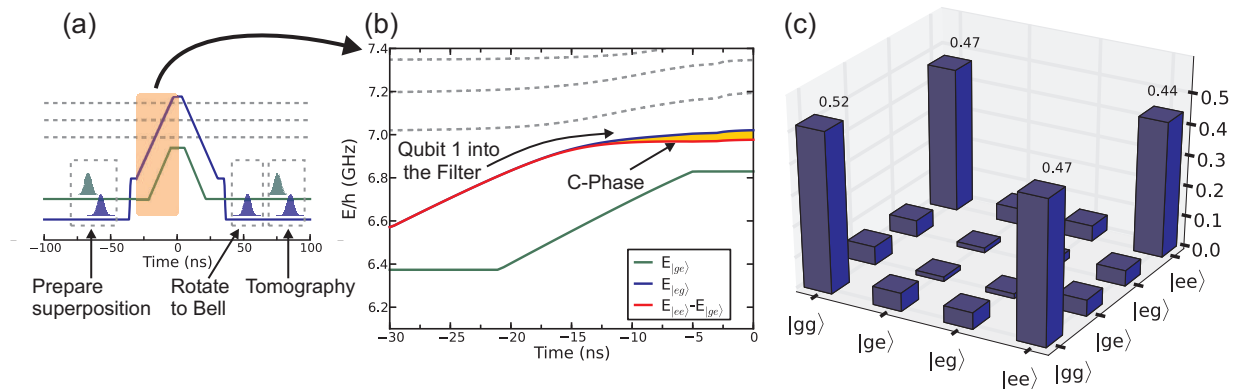 (a)
−100
−50
0
50
100
Time (ns)
Prepare
superposition
Rotate
to Bell
Tomography
(b)
7.4
7.2
7.0
6.8
6.6
6.4
6.2
E/h (GHz)
Qubit 1 into
the Filter
C-Phase
E|ge⟩
E|eg⟩
E|ee⟩-E|ge⟩
−30
−25
−20
−15
−10
−5
0
Time (ns)
(c)
0.47
0.52
0.44
0.47
0.5
0.4
0.3
0.2
0.1
0.0
|gg⟩
|ge⟩
|eg⟩
|ee⟩
|gg⟩
|ge⟩
|eg⟩
|ee⟩